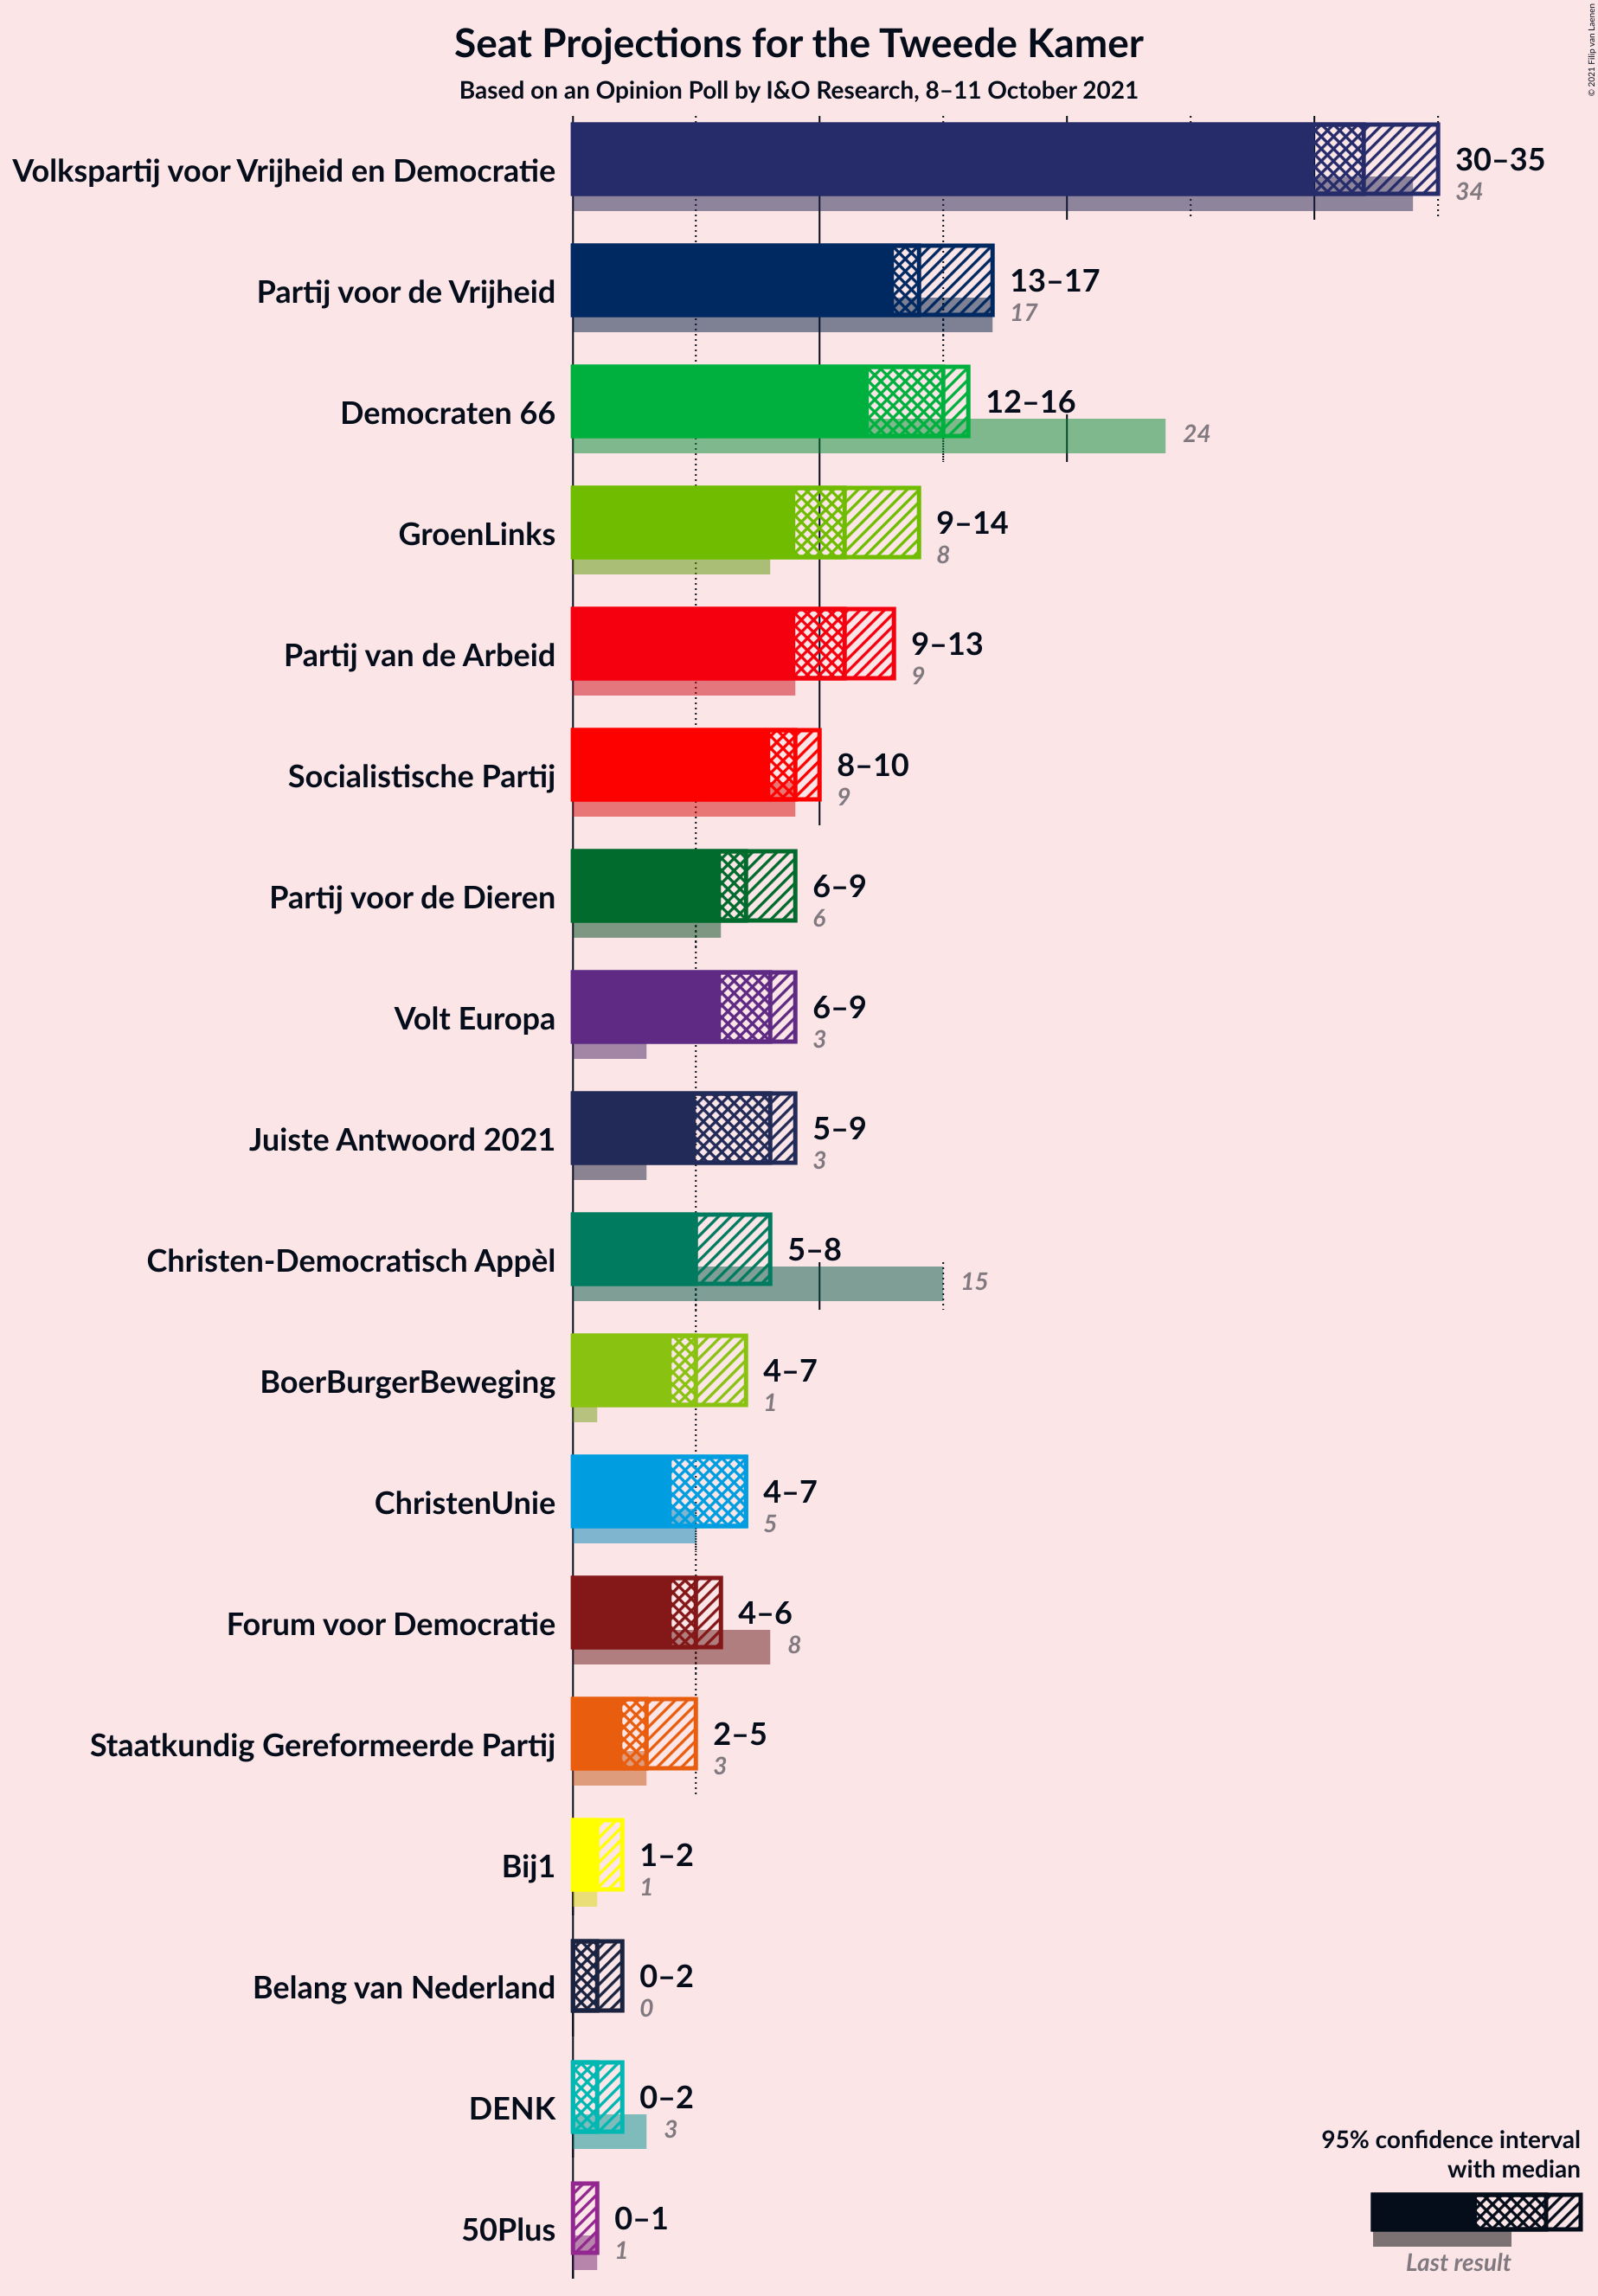 Seat Projections for the Tweede Kamer
Based on an Opinion Poll by I&O Research, 8–11 October 2021
© 2021 Filip van Laenen
Volkspartij voor Vrijheid en Democratie
30–35
34
Partij voor de Vrijheid
13–17
17
Democraten 66
12–16
24
GroenLinks
9–14
8
Partij van de Arbeid
9–13
9
Socialistische Partij
8–10
9
Partij voor de Dieren
6–9
6
Volt Europa
6–9
3
Juiste Antwoord 2021
5–9
3
Christen-Democratisch Appèl
5–8
15
BoerBurgerBeweging
4–7
1
ChristenUnie
4–7
5
Forum voor Democratie
4–6
8
Staatkundig Gereformeerde Partij
2–5
3
Bij1
1–2
1
Belang van Nederland
0–2
0
DENK
0–2
3
50Plus
0–1
1
95% confidence interval
with median
Last result